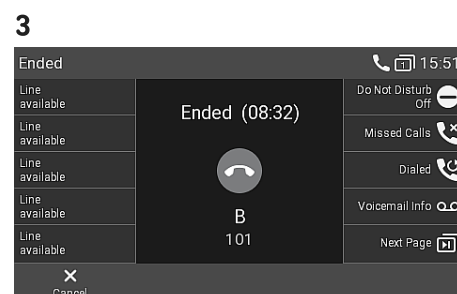 3
Ended
1 15:51
Line
available
Line
available
Line
available
Line
available
Line
available
Ended (08:32)
B
101
Do Not Disturb
Off
Missed Calls
Dialed
Voicemail Info
Next Page
Cancel